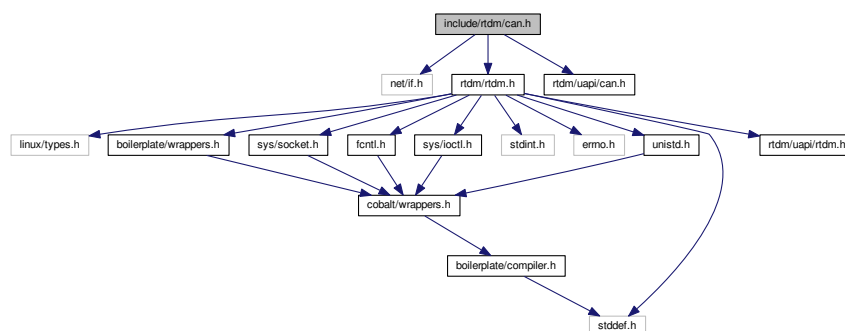 include/rtdm/can.h
net/if.h
rtdm/rtdm.h
rtdm/uapi/can.h
linux/types.h
boilerplate/wrappers.h
sys/socket.h
fcntl.h
sys/ioctl.h
stdint.h
errno.h
unistd.h
rtdm/uapi/rtdm.h
cobalt/wrappers.h
boilerplate/compiler.h
stddef.h